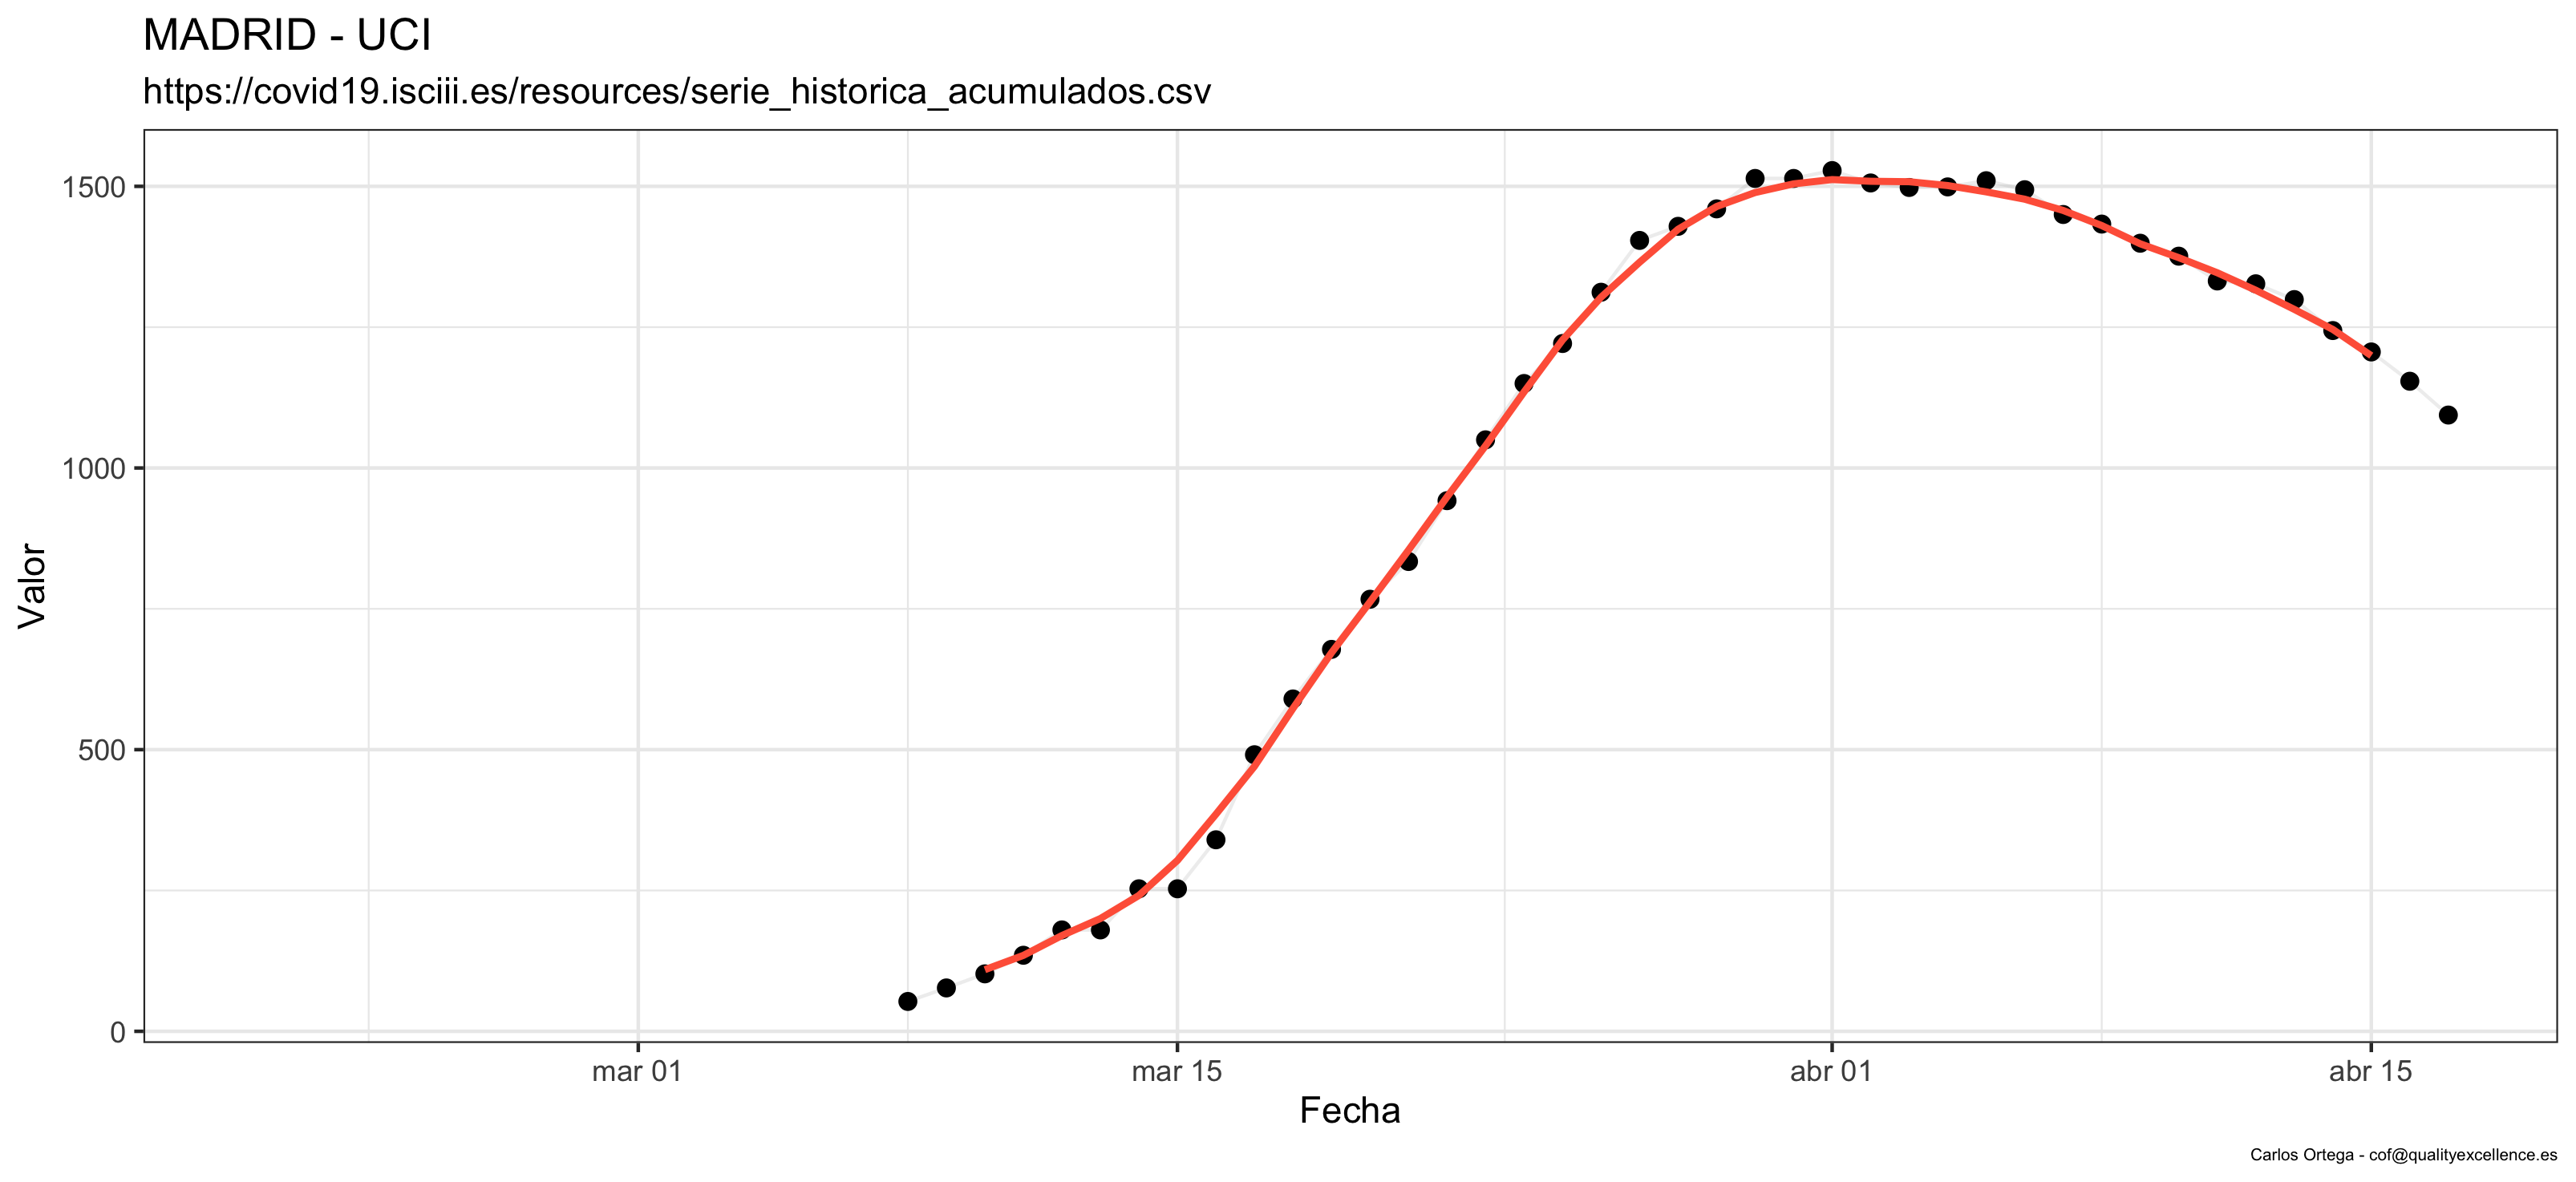 MADRID - UCI
https://covid19.isciii.es/resources/serie_historica_acumulados.csv
Valor
1500
1000
500
0
mar 01
mar 15
abr 01
abr 15
Fecha
Carlos Ortega - cof@qualityexcellence.es